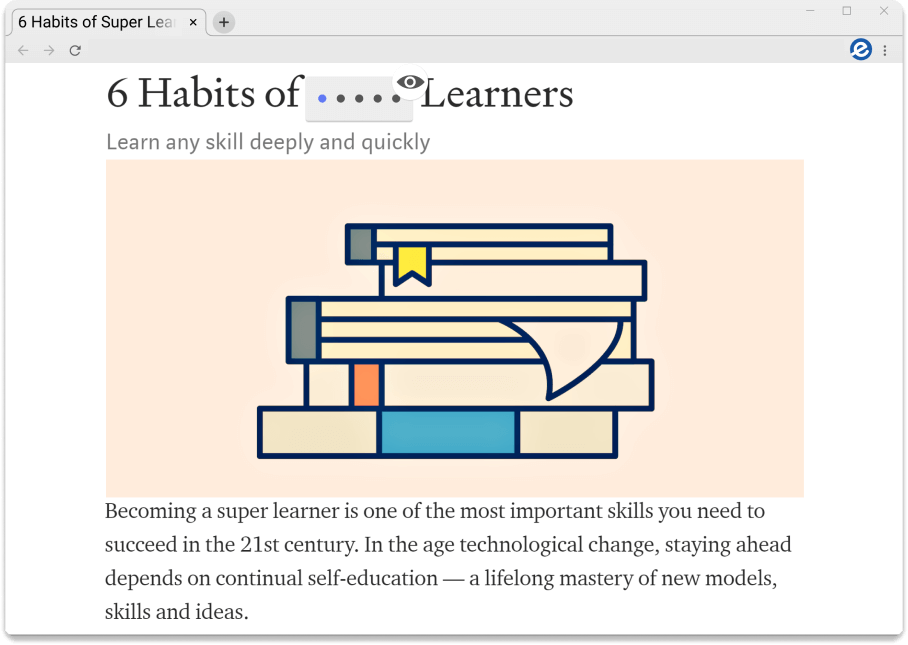 6 Habits of Super Lea
6 Habits of Learners
Learn any skill deeply and quickly
Becoming a super learner is one of the most important skills you need to
succeed in the 21st century. In the age technological change, staying ahead
depends on continual self-education — a lifelong mastery of new models,
skills and ideas.